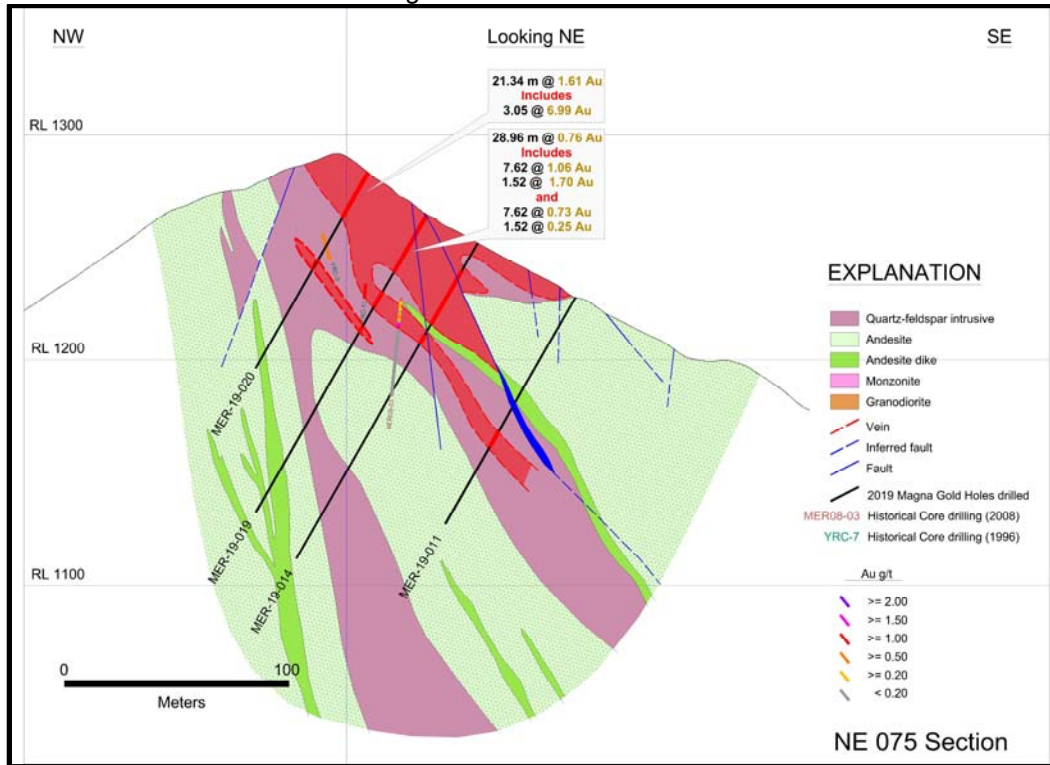 NW
Looking NE
SE
21.34 m @ 1.61 Au
Includes
3.05 @ 6.99 Au
28.96 m @ 0.76 Au
Includes
7.62 @ 1.06 Au
1.52 @ 1.70 Au
and
7.62 @ 0.73 Au
1.52 @ 0.25 Au
RL 1300
RL 1200
RL 1100
MER-19-020
MER-19-019
MER-19-014
MER-19-011
0
100
Meters
EXPLANATION
Quartz-feldspar intrusive
Andesite
Andesite dike
Monzonite
Granodiorite
Vein
Inferred fault
Fault
2019 Magna Gold Holes drilled
MER08-03 Historical Core drilling (2008)
YRC-7 Historical Core drilling (1996)
Au g/t
>= 2.00
>= 1.50
>= 1.00
>= 0.50
>= 0.20
< 0.20
NE 075 Section